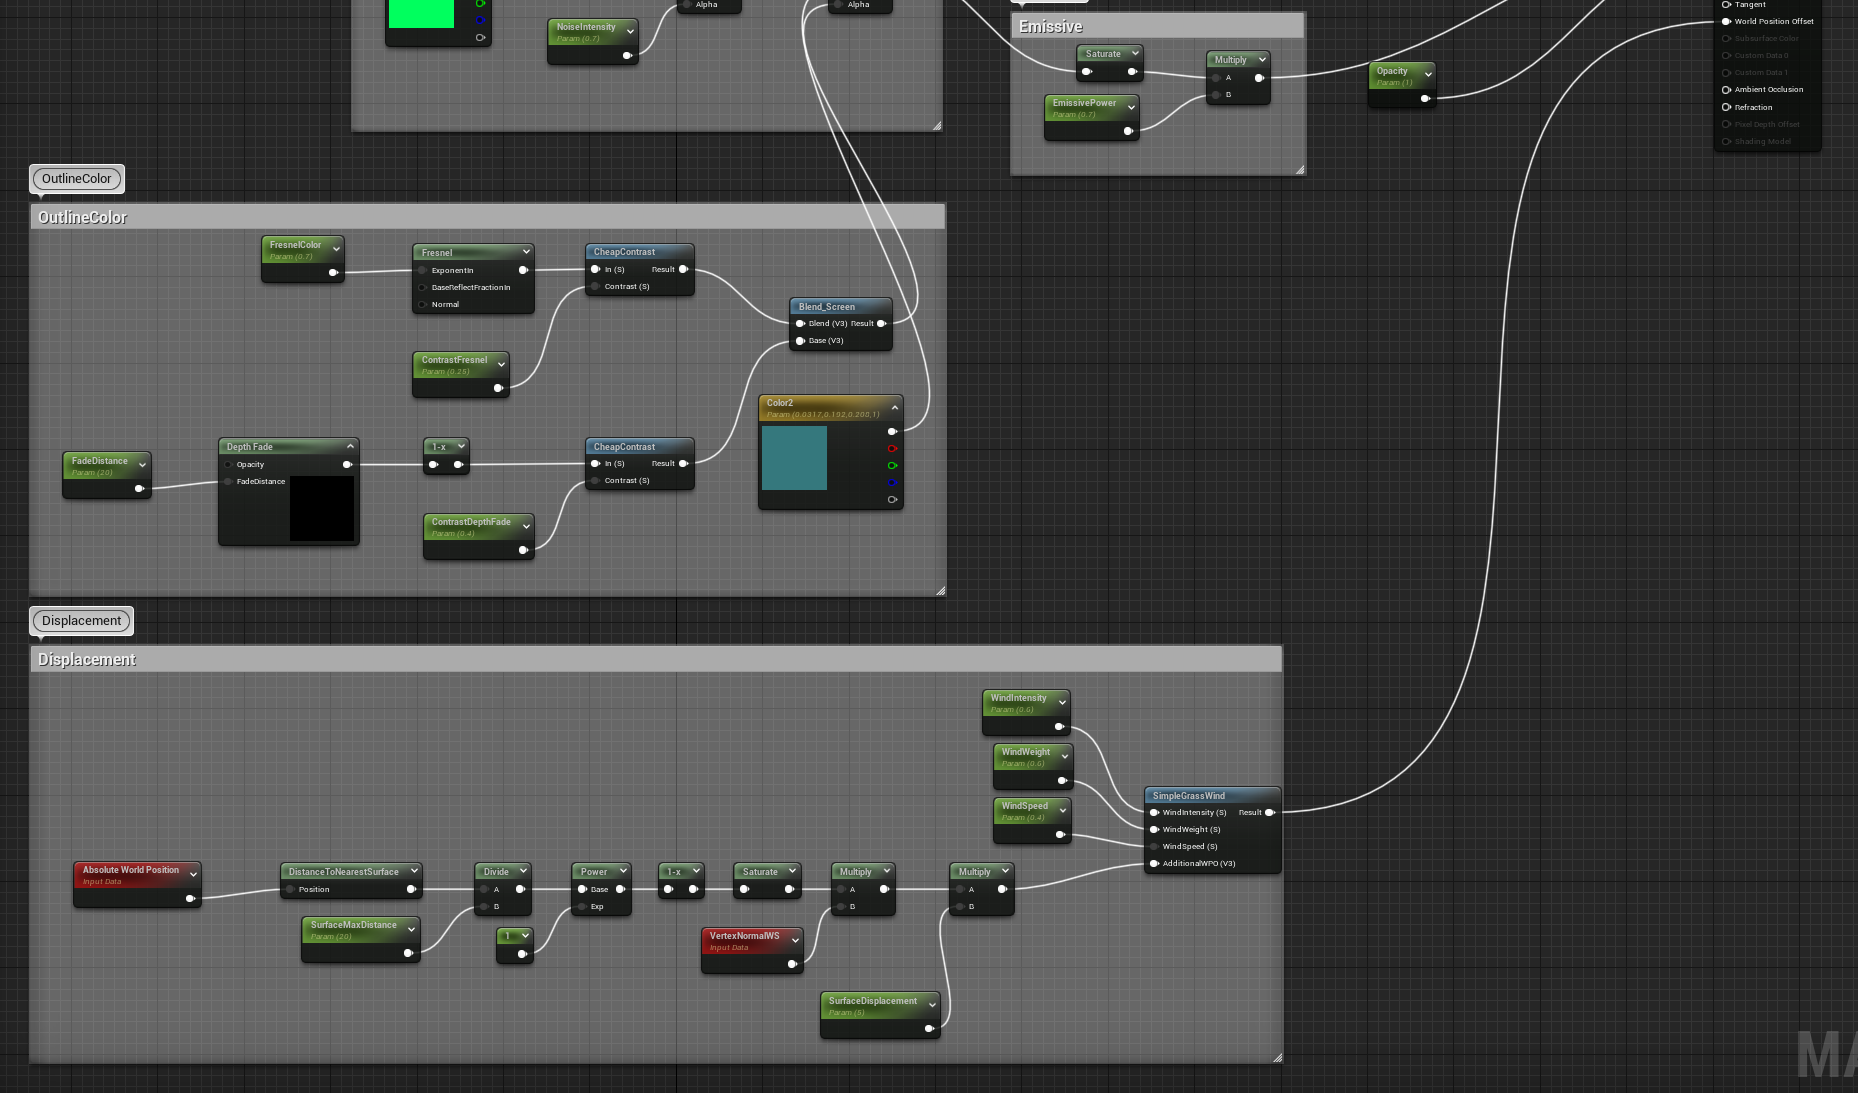 Alpha
Alpha
NoiseIntensity
Param (0.7)
Emissive
Saturate
Multiply
A
B
EmissivePower
Param (0.7)
Opacity
Param (1)
Tangent
World Position Offset
Subsurface Color
Custom Data 0
Custom Data 1
Ambient Occlusion
Refraction
Pixel Depth Offset
Shading Model
OutlineColor
OutlineColor
FresnelColor
Param (0.7)
Fresnel
ExponentIn
BaseReflectFractionIn
Normal
CheapContrast
In (S) Result
Contrast (S)
ContrastFresnel
Param (0.25)
Blend_Screen
Blend (V3) Result
Base (V3)
Color2
Param (0.0317,0.192,0.208,1)
FadeDistance
Param (20)
Depth Fade
Opacity
FadeDistance
1-x
CheapContrast
In (S) Result
Contrast (S)
ContrastDepthFade
Param (0.4)
Displacement
Displacement
WindIntensity
Param (0.6)
WindWeight
Param (0.6)
WindSpeed
Param (0.4)
SimpleGrassWind
WindIntensity (S) Result
WindWeight (S)
WindSpeed (S)
AdditionalWPO (V3)
Absolute World Position
Input Data
DistanceToNearestSurface
Position
SurfaceMaxDistance
Param (20)
Divide
A
B
1
Power
Base
Exp
1-x
Saturate
Multiply
A
B
VertexNormalWS
Input Data
Multiply
A
B
SurfaceDisplacement
Param (5)
MA